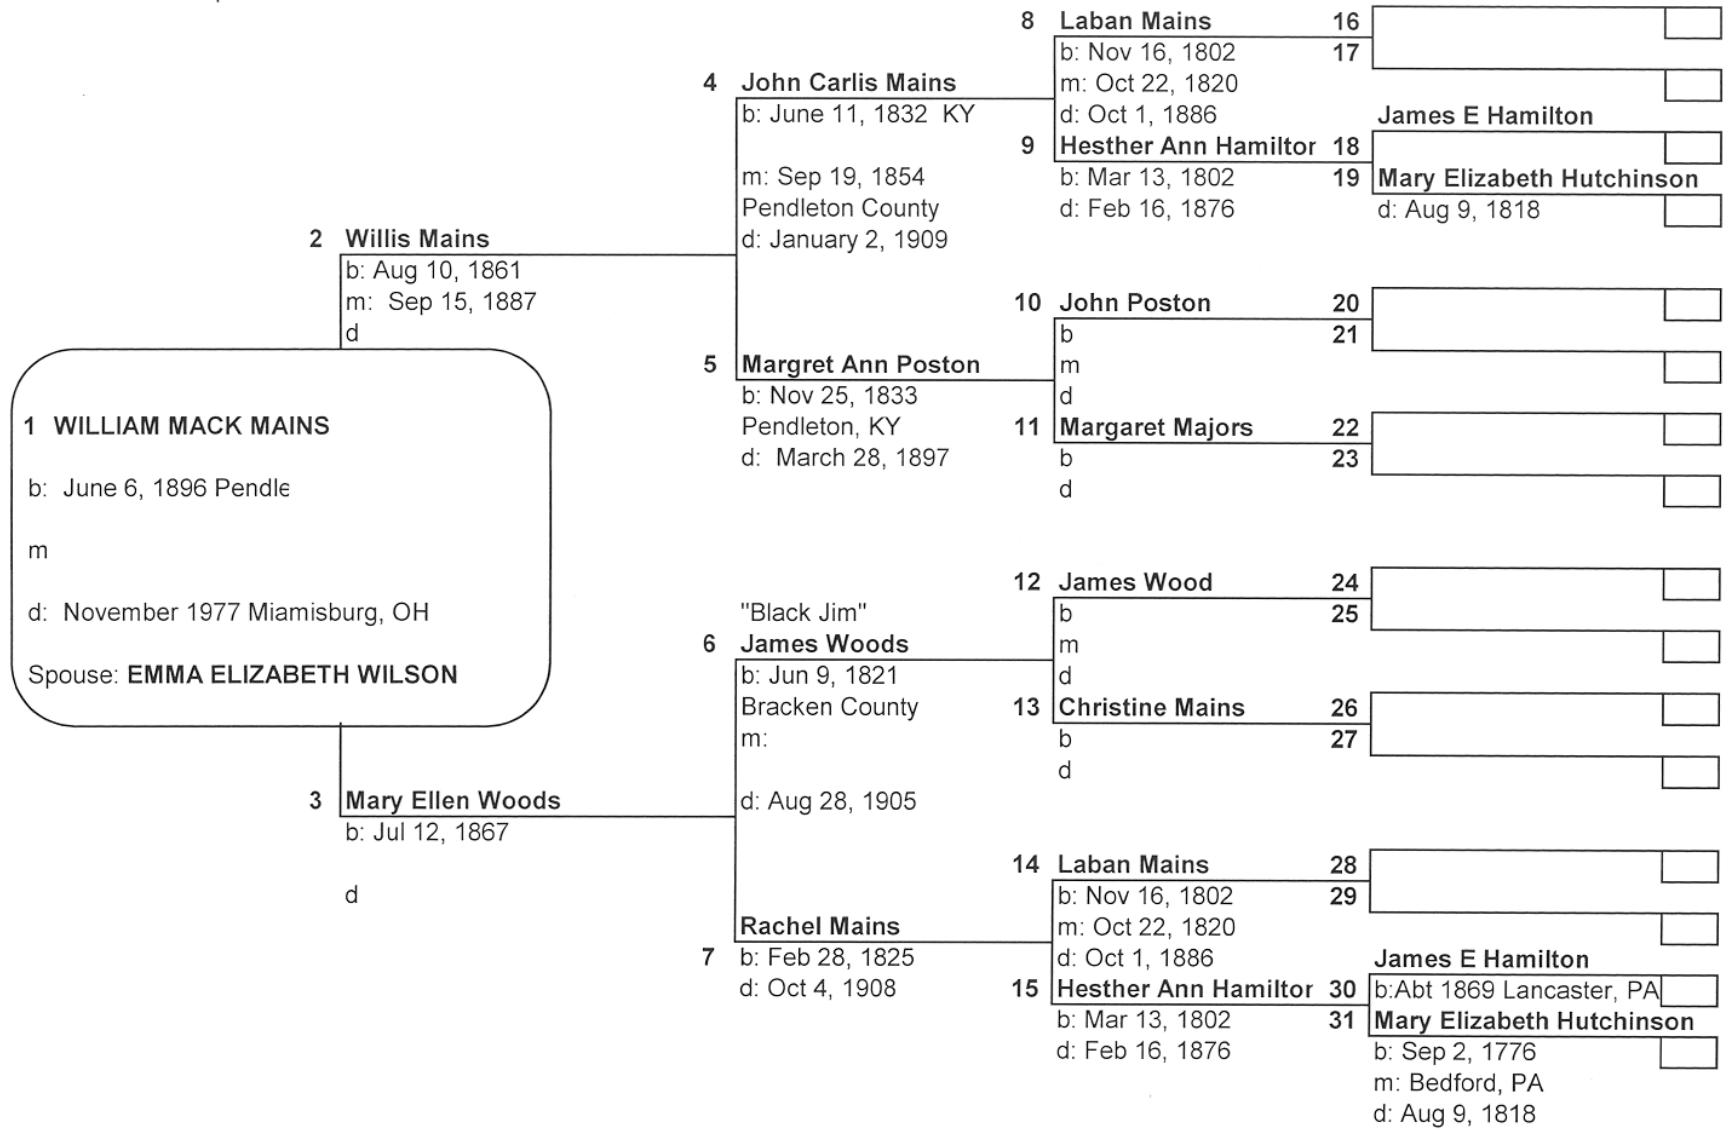 8 Laban Mains 16
b: Nov 16, 1802 17
m: Oct 22, 1820
d: Oct 1, 1886
James E Hamilton
9 Hesther Ann Hamiltor 18
b: Mar 13, 1802 19 Mary Elizabeth Hutchinson
d: Feb 16, 1876
d: Aug 9, 1818
4 John Carlis Mains
b: June 11, 1832 KY
m: Sep 19, 1854
Pendleton County
d: January 2, 1909
2 Willis Mains
b: Aug 10, 1861
m: Sep 15, 1887
d
10 John Poston 20
b 21
m
d
5 Margret Ann Poston
b: Nov 25, 1833
Pendleton, KY
d: March 28, 1897
11 Margaret Majors 22
b 23
d
1 WILLIAM MACK MAINS
b: June 6, 1896 Pendle
m
d: November 1977 Miamisburg, OH
Spouse: EMMA ELIZABETH WILSON
12 James Wood 24
b 25
m
d
"Black Jim"
6 James Woods
b: Jun 9, 1821
Bracken County
m:
d: Aug 28, 1905
13 Christine Mains 26
b 27
d
3 Mary Ellen Woods
b: Jul 12, 1867
d
14 Laban Mains 28
b: Nov 16, 1802 29
m: Oct 22, 1820
d: Oct 1, 1886
Rachel Mains
7 b: Feb 28, 1825
d: Oct 4, 1908
James E Hamilton
15 Hesther Ann Hamiltor 30 b:Abt 1869 Lancaster, PA
b: Mar 13, 1802 31 Mary Elizabeth Hutchinson
d: Feb 16, 1876
b: Sep 2, 1776
m: Bedford, PA
d: Aug 9, 1818